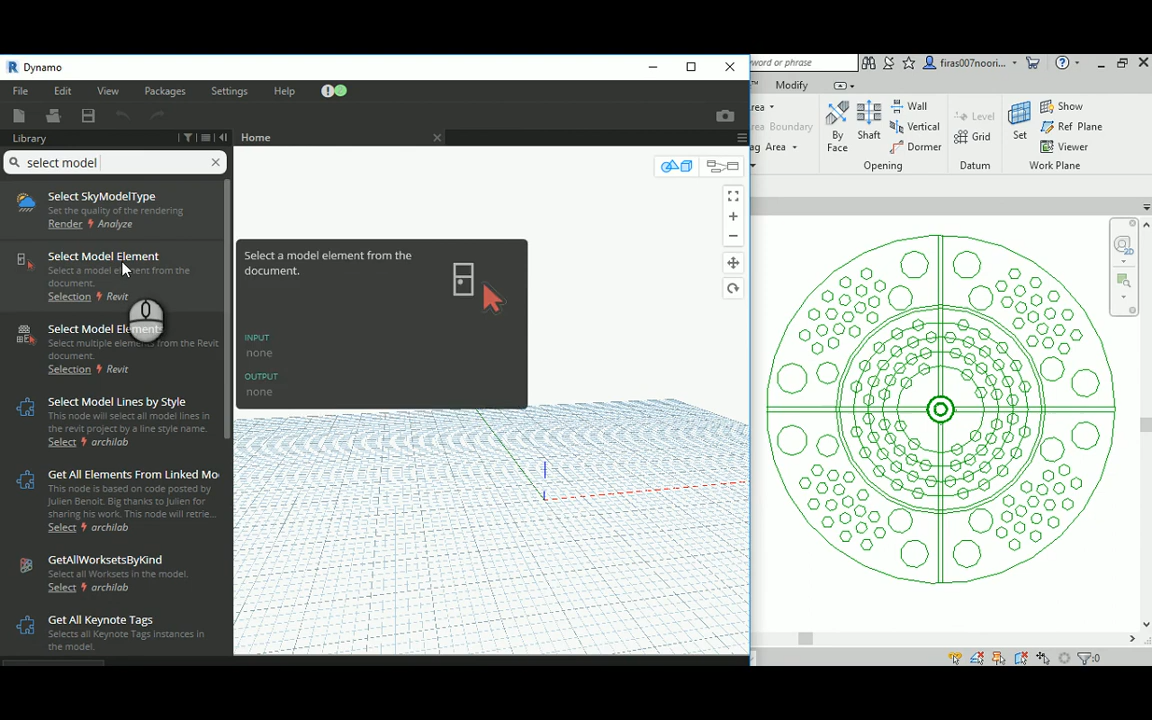 Dynamo
File Edit View Packages Settings Help
Library
Home
select model
Select SkyModelType
Set the quality of the rendering
Render Analyze
Select Model Element
Select a model element from the
document.
Selection Revit
Select Model Elements
Select multiple elements from the Revit
document.
Selection Revit
Select Model Lines by Style
This node will select all model lines in
the revit project by a line style name.
Select archilab
Get All Elements From Linked Mo
This node is based on code posted by
Julien Benoit. Big thanks to Julien for
sharing his work. This node will retrie...
Select archilab
GetAllWorksetsByKind
Select all Worksets in the model.
Select archilab
Get All Keynote Tags
Selects all Keynote Tags instances in
the model.
Select a model element from the
document.
INPUT
none
OUTPUT
none
word or phrase
firas007noori...
Modify
rea
rea Boundary
ag Area
By
Face
Shaft
Wall
Vertical
Dormer
Opening
Level
Grid
Datum
Set
Show
Ref Plane
Viewer
Work Plane
:0